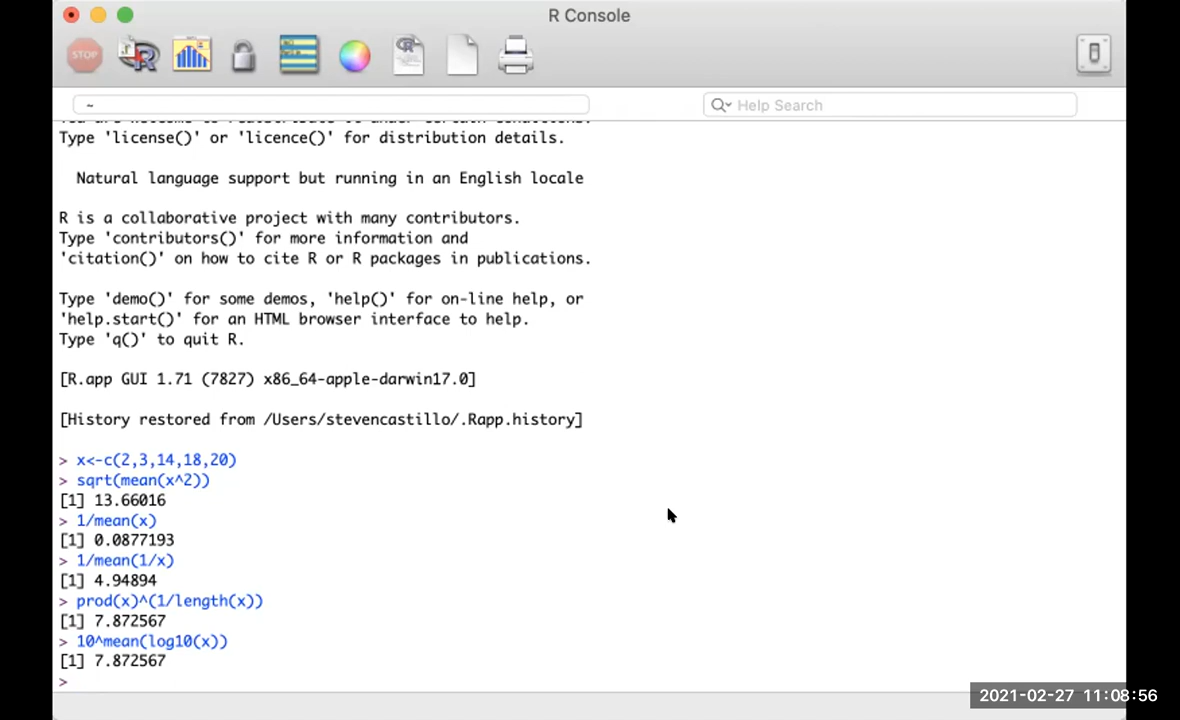 R Console
STOP
~
Help Search
Type 'license()' or 'licence()' for distribution details.
Natural language support but running in an English locale
R is a collaborative project with many contributors.
Type 'contributors()' for more information and
'citation()' on how to cite R or R packages in publications.
Type 'demo()' for some demos, 'help()' for on-line help, or
'help.start()' for an HTML browser interface to help.
Type 'q()' to quit R.
[R.app GUI 1.71 (7827) x86_64-apple-darwin17.0]
[History restored from /Users/stevencastillo/.Rapp.history]
> x<-c(2,3,14,18,20)
> sqrt(mean(x^2))
[1] 13.66016
> 1/mean(x)
[1] 0.0877193
> 1/mean(1/x)
[1] 4.94894
> prod(x)^(1/length(x))
[1] 7.872567
> 10^mean(log10(x))
[1] 7.872567
>
2021-02-27 11:08:56